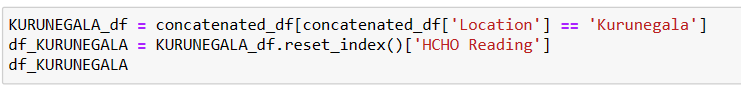 KURUNEGALA_df = concatenated_df[concatenated_df['Location'] == 'Kurunegala']
df_KURUNEGALA = KURUNEGALA_df.reset_index()['HCHO Reading']
df_KURUNEGALA